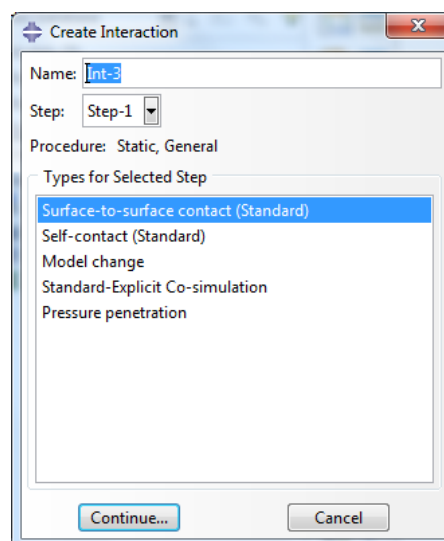 Create Interaction
Name: Int-3
Step: Step-1
Procedure: Static, General
Types for Selected Step
Surface-to-surface contact (Standard)
Self-contact (Standard)
Model change
Standard-Explicit Co-simulation
Pressure penetration
Continue... Cancel